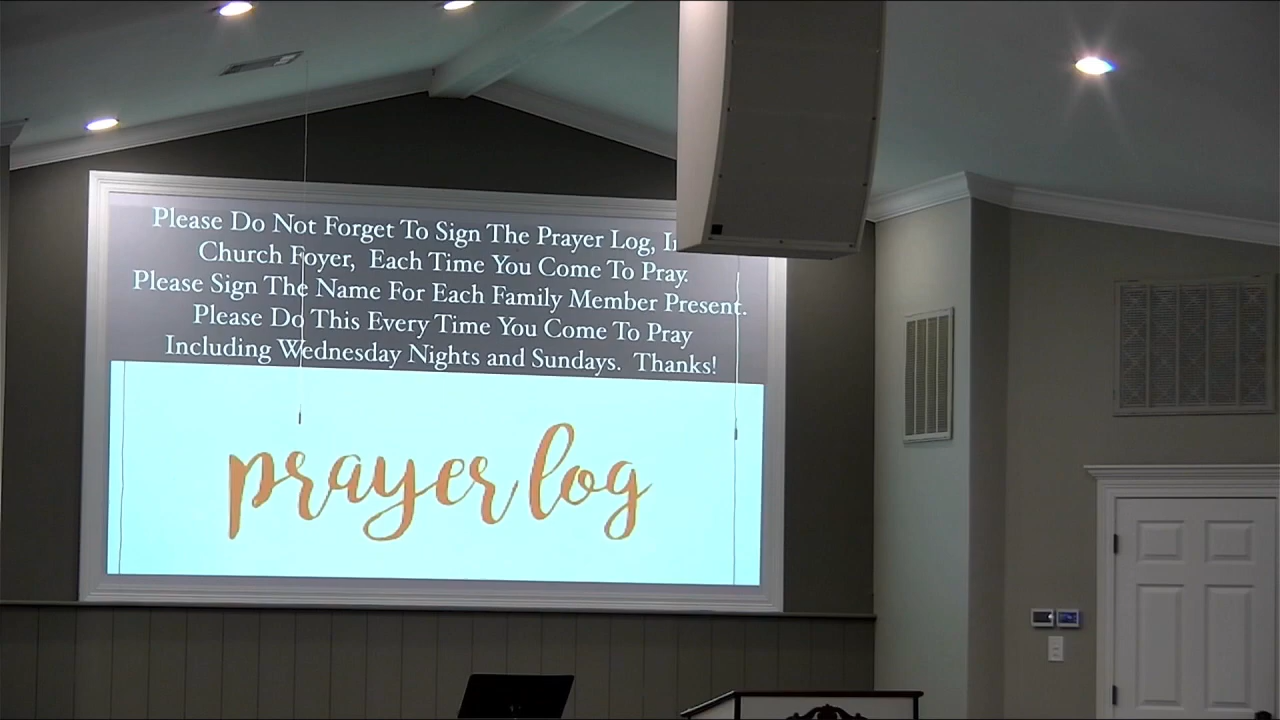 Please Do Not Forget To Sign The Prayer Log,
Church Foyer, Each Time You Come To Pray.
Please Sign The Name For Each Family Member Present.
Please Do This Every Time You Come To Pray
Including Wednesday Nights and Sundays. Thanks!
prayer log